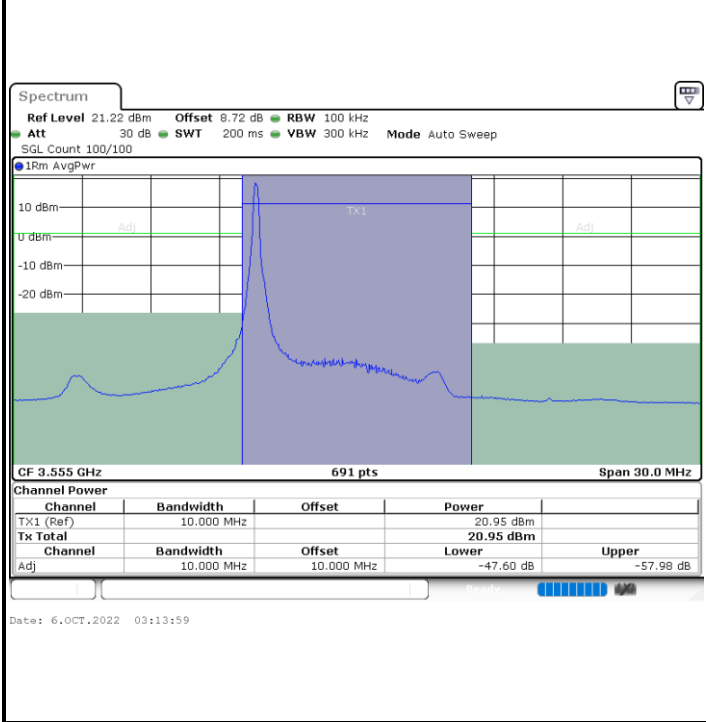 Spectrum
Ref Level 21.22 dBm Offset 8.72 dB RBW 100 kHz
Att 30 dB SWT 200 ms VBW 300 kHz Mode Auto Sweep
SGL Count 100/100
1Rm AvgPwr
10 dBm
TX1
Adj
Adj
0 dBm
-10 dBm
-20 dBm
CF 3.555 GHz 691 pts Span 30.0 MHz
Channel Power
Channel Bandwidth Offset Power
TX1 (Ref) 10.000 MHz 20.95 dBm
Tx Total 20.95 dBm
Channel Bandwidth Offset Lower Upper
Adj 10.000 MHz 10.000 MHz -47.60 dB -57.98 dB
Ready
Date: 6.OCT.2022 03:13:59